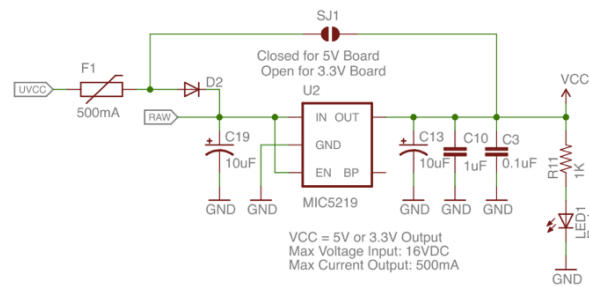 SJ1
Closed for 5V Board
Open for 3.3V Board
F1
UVCC
500mA
D2
U2
VCC
RAW
C19
10uF
IN OUT
GND
EN BP
MIC5219
C13
10uF
C10
1uF
C3
0.1uF
R11
1K
LED1
GND
GND
GND
GND
GND
GND
VCC = 5V or 3.3V Output
Max Voltage Input: 16VDC
Max Current Output: 500mA